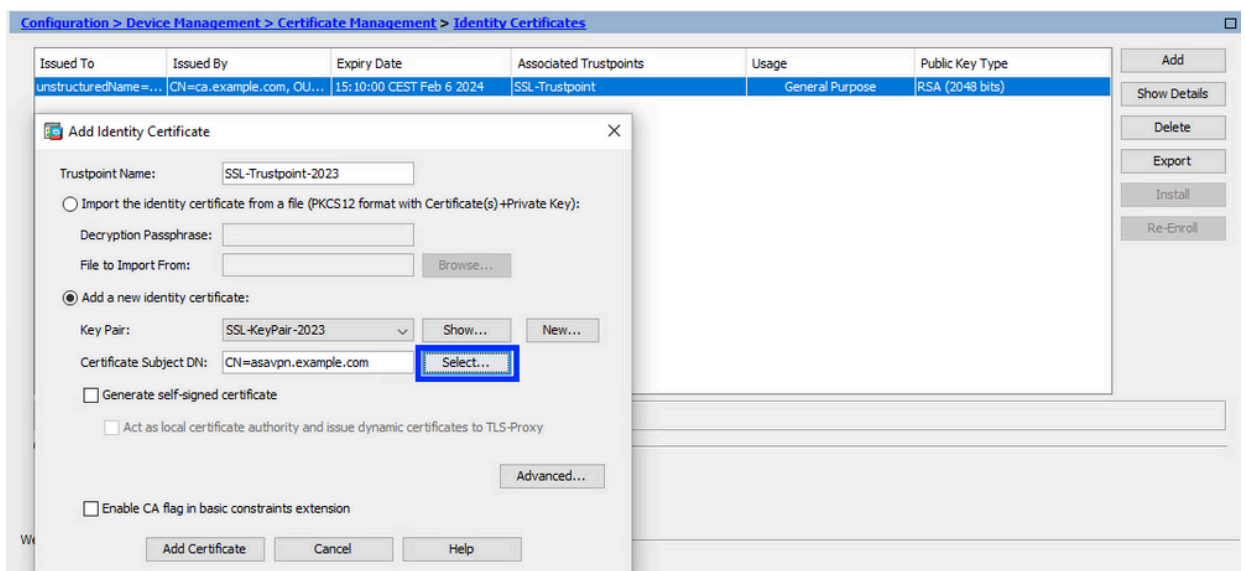 Configuration > Device Management > Certificate Management > Identity Certificates
Issued To Issued By Expiry Date Associated Trustpoints Usage Public Key Type
unstructuredName=... CN=ca.example.com, OU... 15:10:00 CEST Feb 6 2024 SSL-Trustpoint General Purpose RSA (2048 bits)
Add
Show Details
Delete
Export
Install
Re-Enroll
Add Identity Certificate
Trustpoint Name: SSL-Trustpoint-2023
Import the identity certificate from a file (PKCS12 format with Certificate(s)+Private Key):
Decryption Passphrase:
File to Import From: Browse...
Add a new identity certificate:
Key Pair: SSL-KeyPair-2023 Show... New...
Certificate Subject DN: CN=asavpn.example.com Select...
Generate self-signed certificate
Act as local certificate authority and issue dynamic certificates to TLS-Proxy
Advanced...
Enable CA flag in basic constraints extension
We
Add Certificate Cancel Help